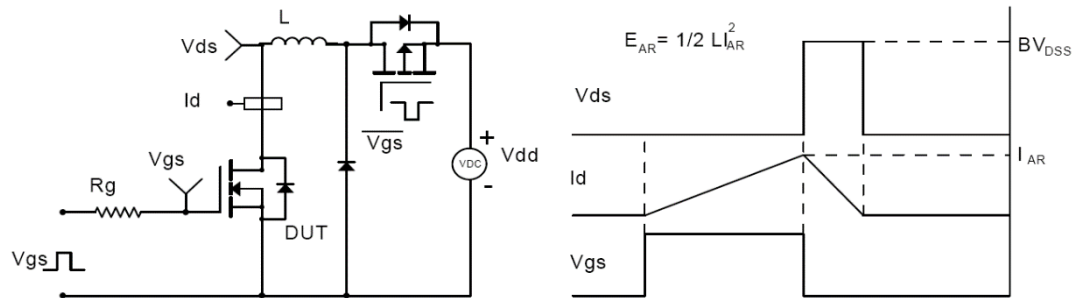 L
Vds
Id
Vgs
Vgs
+
Vdd
VDC
-
Rg
DUT
Vgs
E_AR = 1/2 LI²_AR
BV_DSS
Vds
I_AR
Id
Vgs